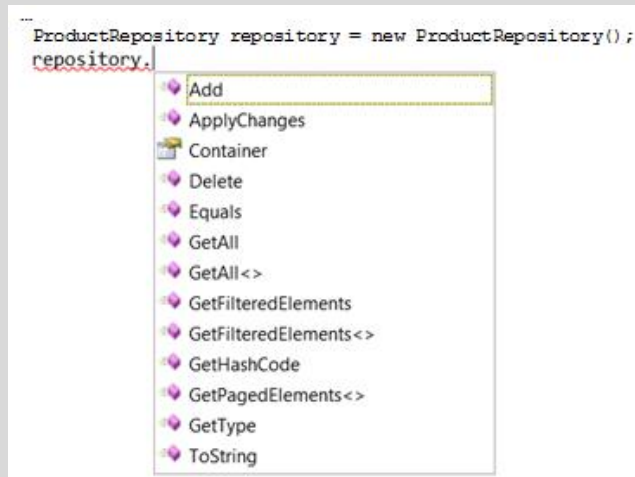 ...
ProductRepository repository = new ProductRepository();
repository.
Add
ApplyChanges
Container
Delete
Equals
GetAll
GetAll<>
GetFilteredElements
GetFilteredElements<>
GetHashCode
GetPagedElements<>
GetType
ToString